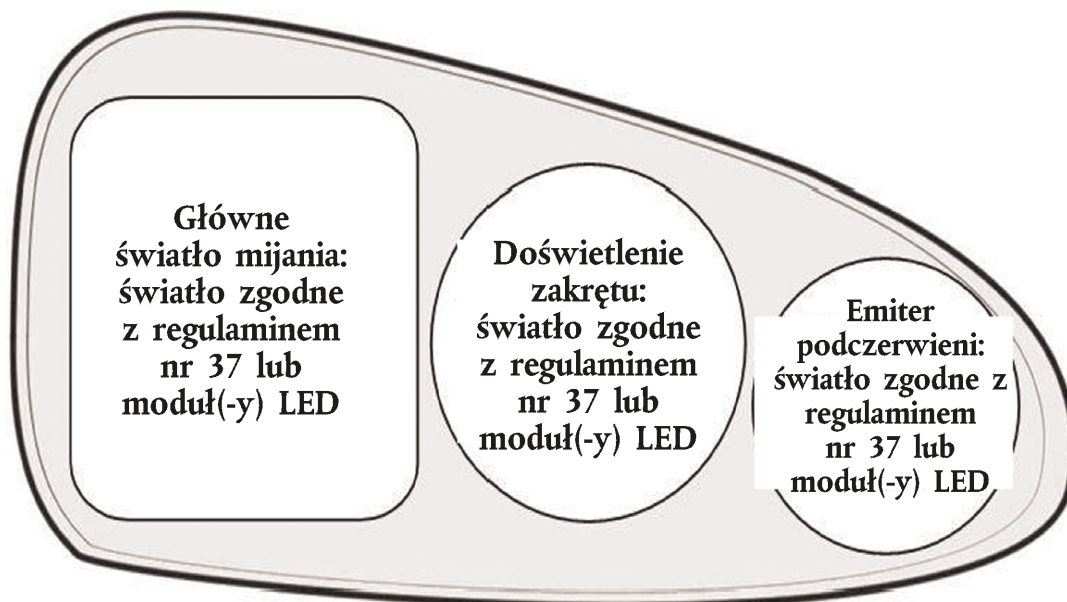 Główne
światło mijania:
światło zgodne
z regulaminem
nr 37 lub
moduł(-y) LED
Doświetlenie
zakrętu:
światło zgodne
z regulaminem
nr 37 lub
moduł(-y) LED
Emiter
podczerwieni:
światło zgodne z
regulaminem
nr 37 lub
moduł(-y) LED